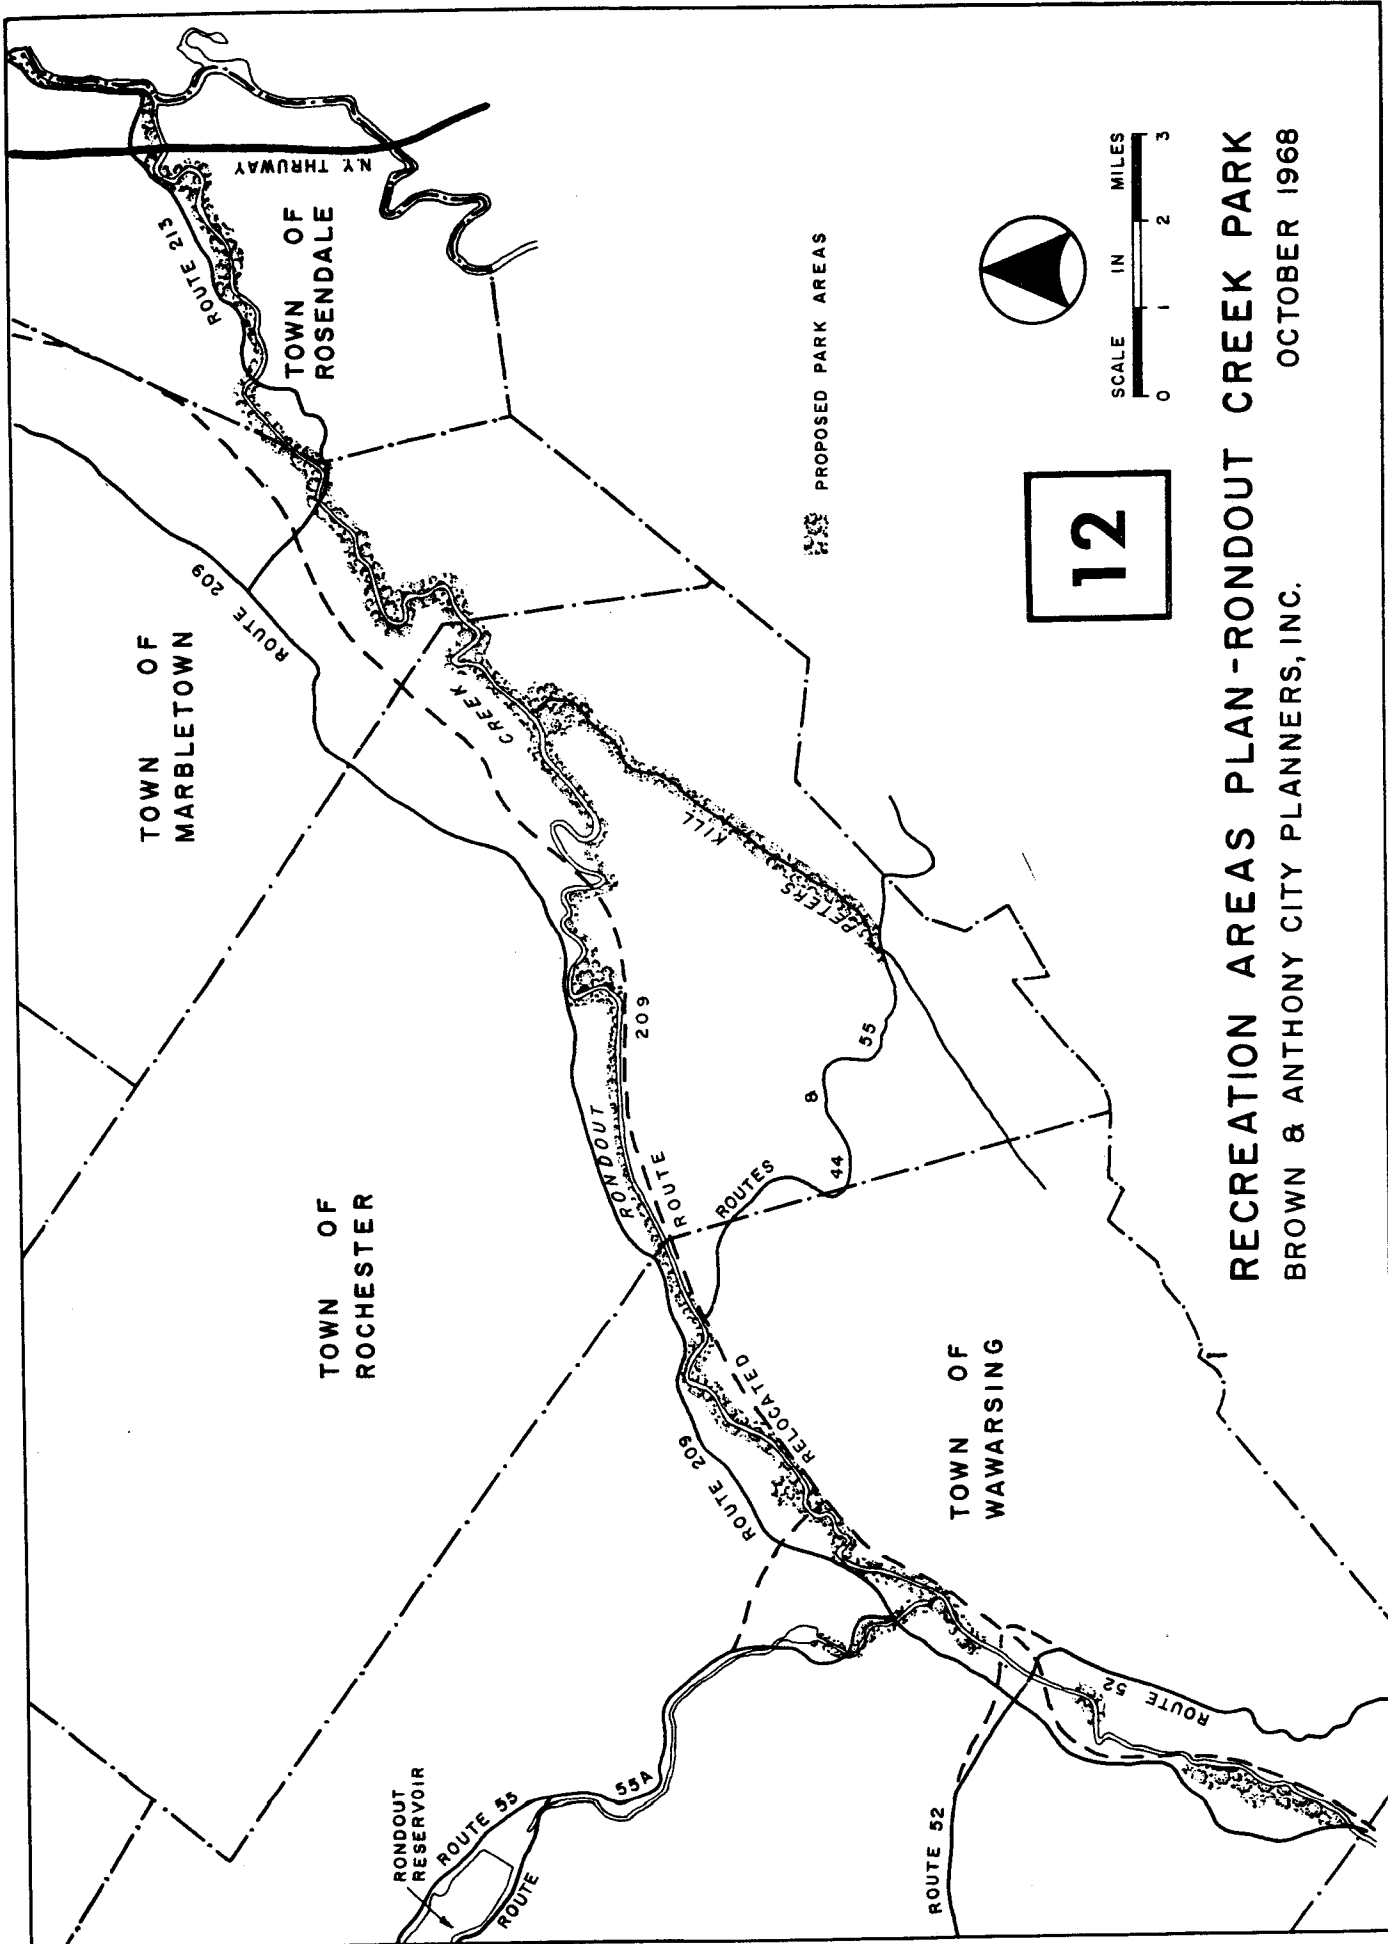 N.Y. THRUWAY
ROUTE 213
TOWN OF
ROSENDALE
ROUTE 209
TOWN OF
MARBLETOWN
CREEK
PETERS KILL
209
TOWN OF
ROCHESTER
RONDOUT
ROUTE
RELOCATED
ROUTES 44 & 55
ROUTE 209
TOWN OF
WAWARSING
RONDOUT
RESERVOIR
ROUTE 55
ROUTE 55A
ROUTE 52
ROUTE 52
PROPOSED PARK AREAS
SCALE IN MILES
0 1 2 3
12
RECREATION AREAS PLAN - RONDOUT CREEK PARK
BROWN & ANTHONY CITY PLANNERS, INC. OCTOBER 1968